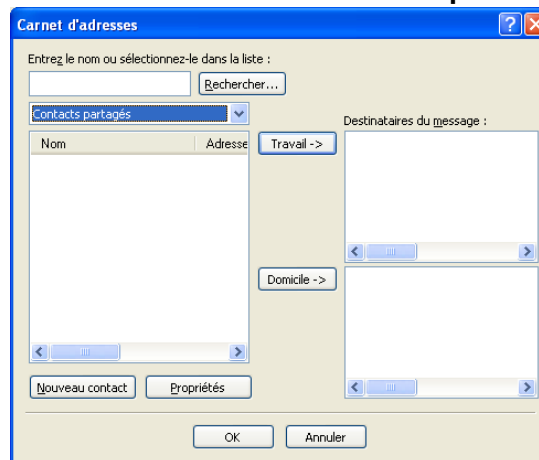 Carnet d'adresses
Entrez le nom ou sélectionnez-le dans la liste :
Rechercher...
Contacts partagés
Destinataires du message :
Nom Adresse Travail ->
Domicile ->
Nouveau contact Propriétés
OK Annuler